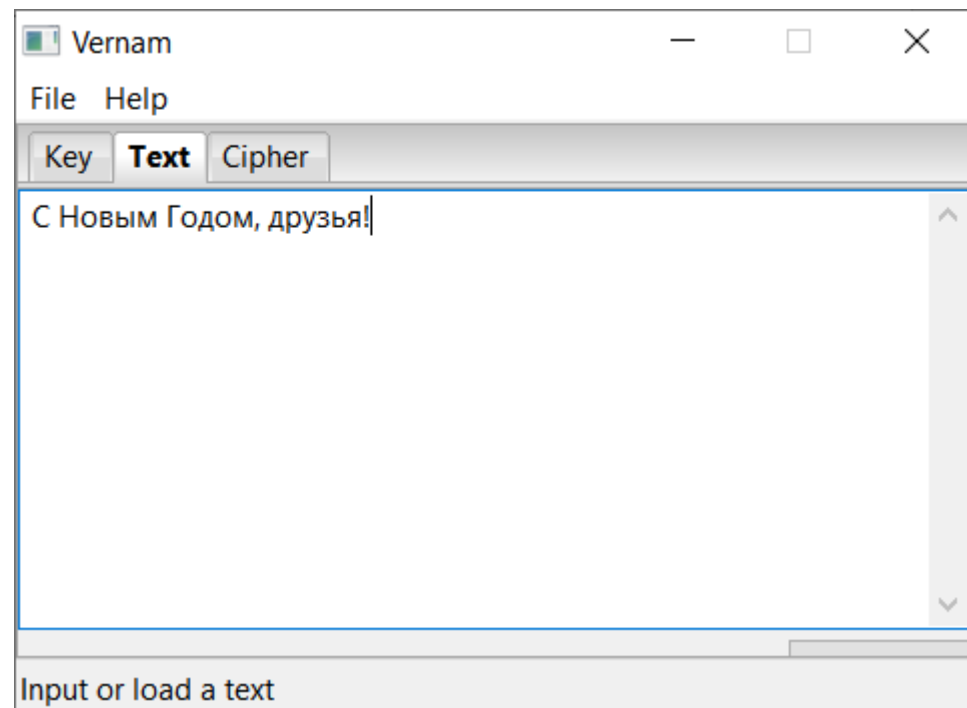 Vernam
File Help
Key Text Cipher
С Новым Годом, друзья!
Input or load a text